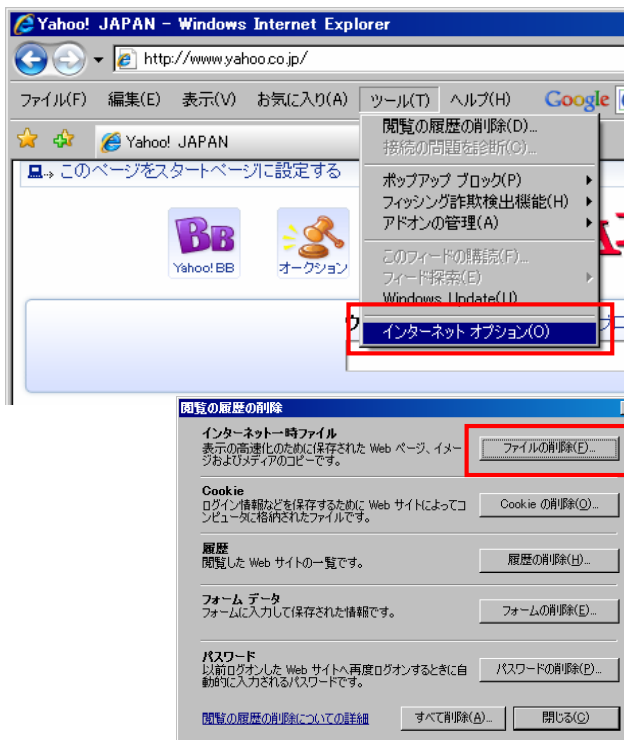 Yahoo! JAPAN - Windows Internet Explorer
http://www.yahoo.co.jp/
ファイル(F) 編集(E) 表示(V) お気に入り(A) ツール(T) ヘルプ(H) Google
Yahoo! JAPAN
閲覧の履歴の削除(D)...
接続の問題を診断(C)...
ポップアップ ブロック(P)
フィッシング詐欺検出機能(H)
アドオンの管理(A)
このフィードの購読(F)...
フィード探索(E)
Windows Update(U)
インターネット オプション(O)
このページをスタートページに設定する
BB
Yahoo! BB
オークション
ウ
閲覧の履歴の削除
インターネット一時ファイル
表示の高速化のために保存された Web ページ、イメー
ジおよびメディアのコピーです。
ファイルの削除(F)...
Cookie
ログイン情報などを保存するために Web サイトによってコ
ンピュータに格納されたファイルです。
Cookie の削除(O)...
履歴
閲覧した Web サイトの一覧です。
履歴の削除(H)...
フォーム データ
フォームに入力して保存された情報です。
フォームの削除(E)...
パスワード
以前ログオンした Web サイトへ再度ログオンするときに自
動的に入力されるパスワードです。
パスワードの削除(P)...
閲覧の履歴の削除についての詳細
すべて削除(A)...
閉じる(C)